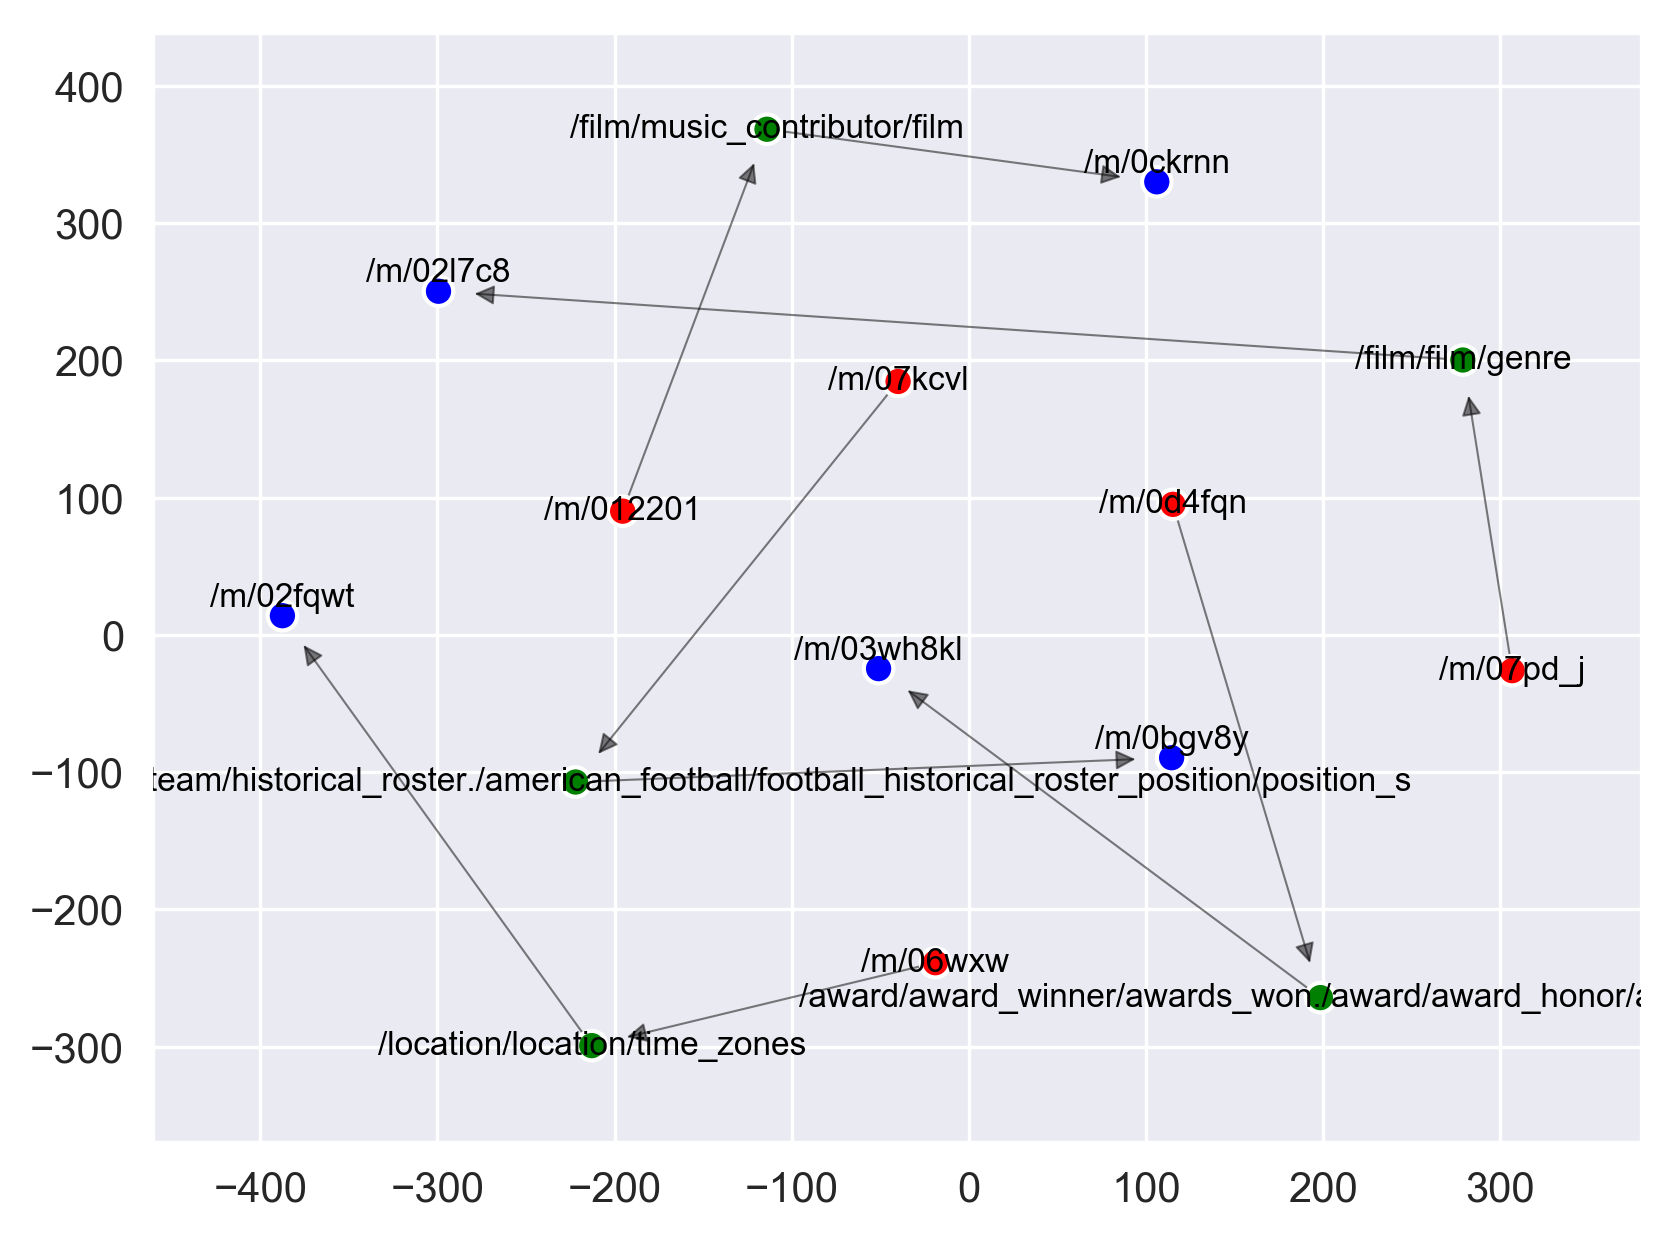 400
/film/music_contributor/film
/m/0ckrnn
300
/m/02l7c8
200
/film/film/genre
/m/07kcvl
100
/m/012201
/m/0d4fqn
/m/02fqwt
0
/m/03wh8kl
/m/07pd_j
/m/0bgv8y
−100
team/historical_roster./american_football/football_historical_roster_position/position_s
−200
/m/06wxw
/award/award_winner/awards_won./award/award_honor/a
−300
/location/location/time_zones
−400 −300 −200 −100 0 100 200 300